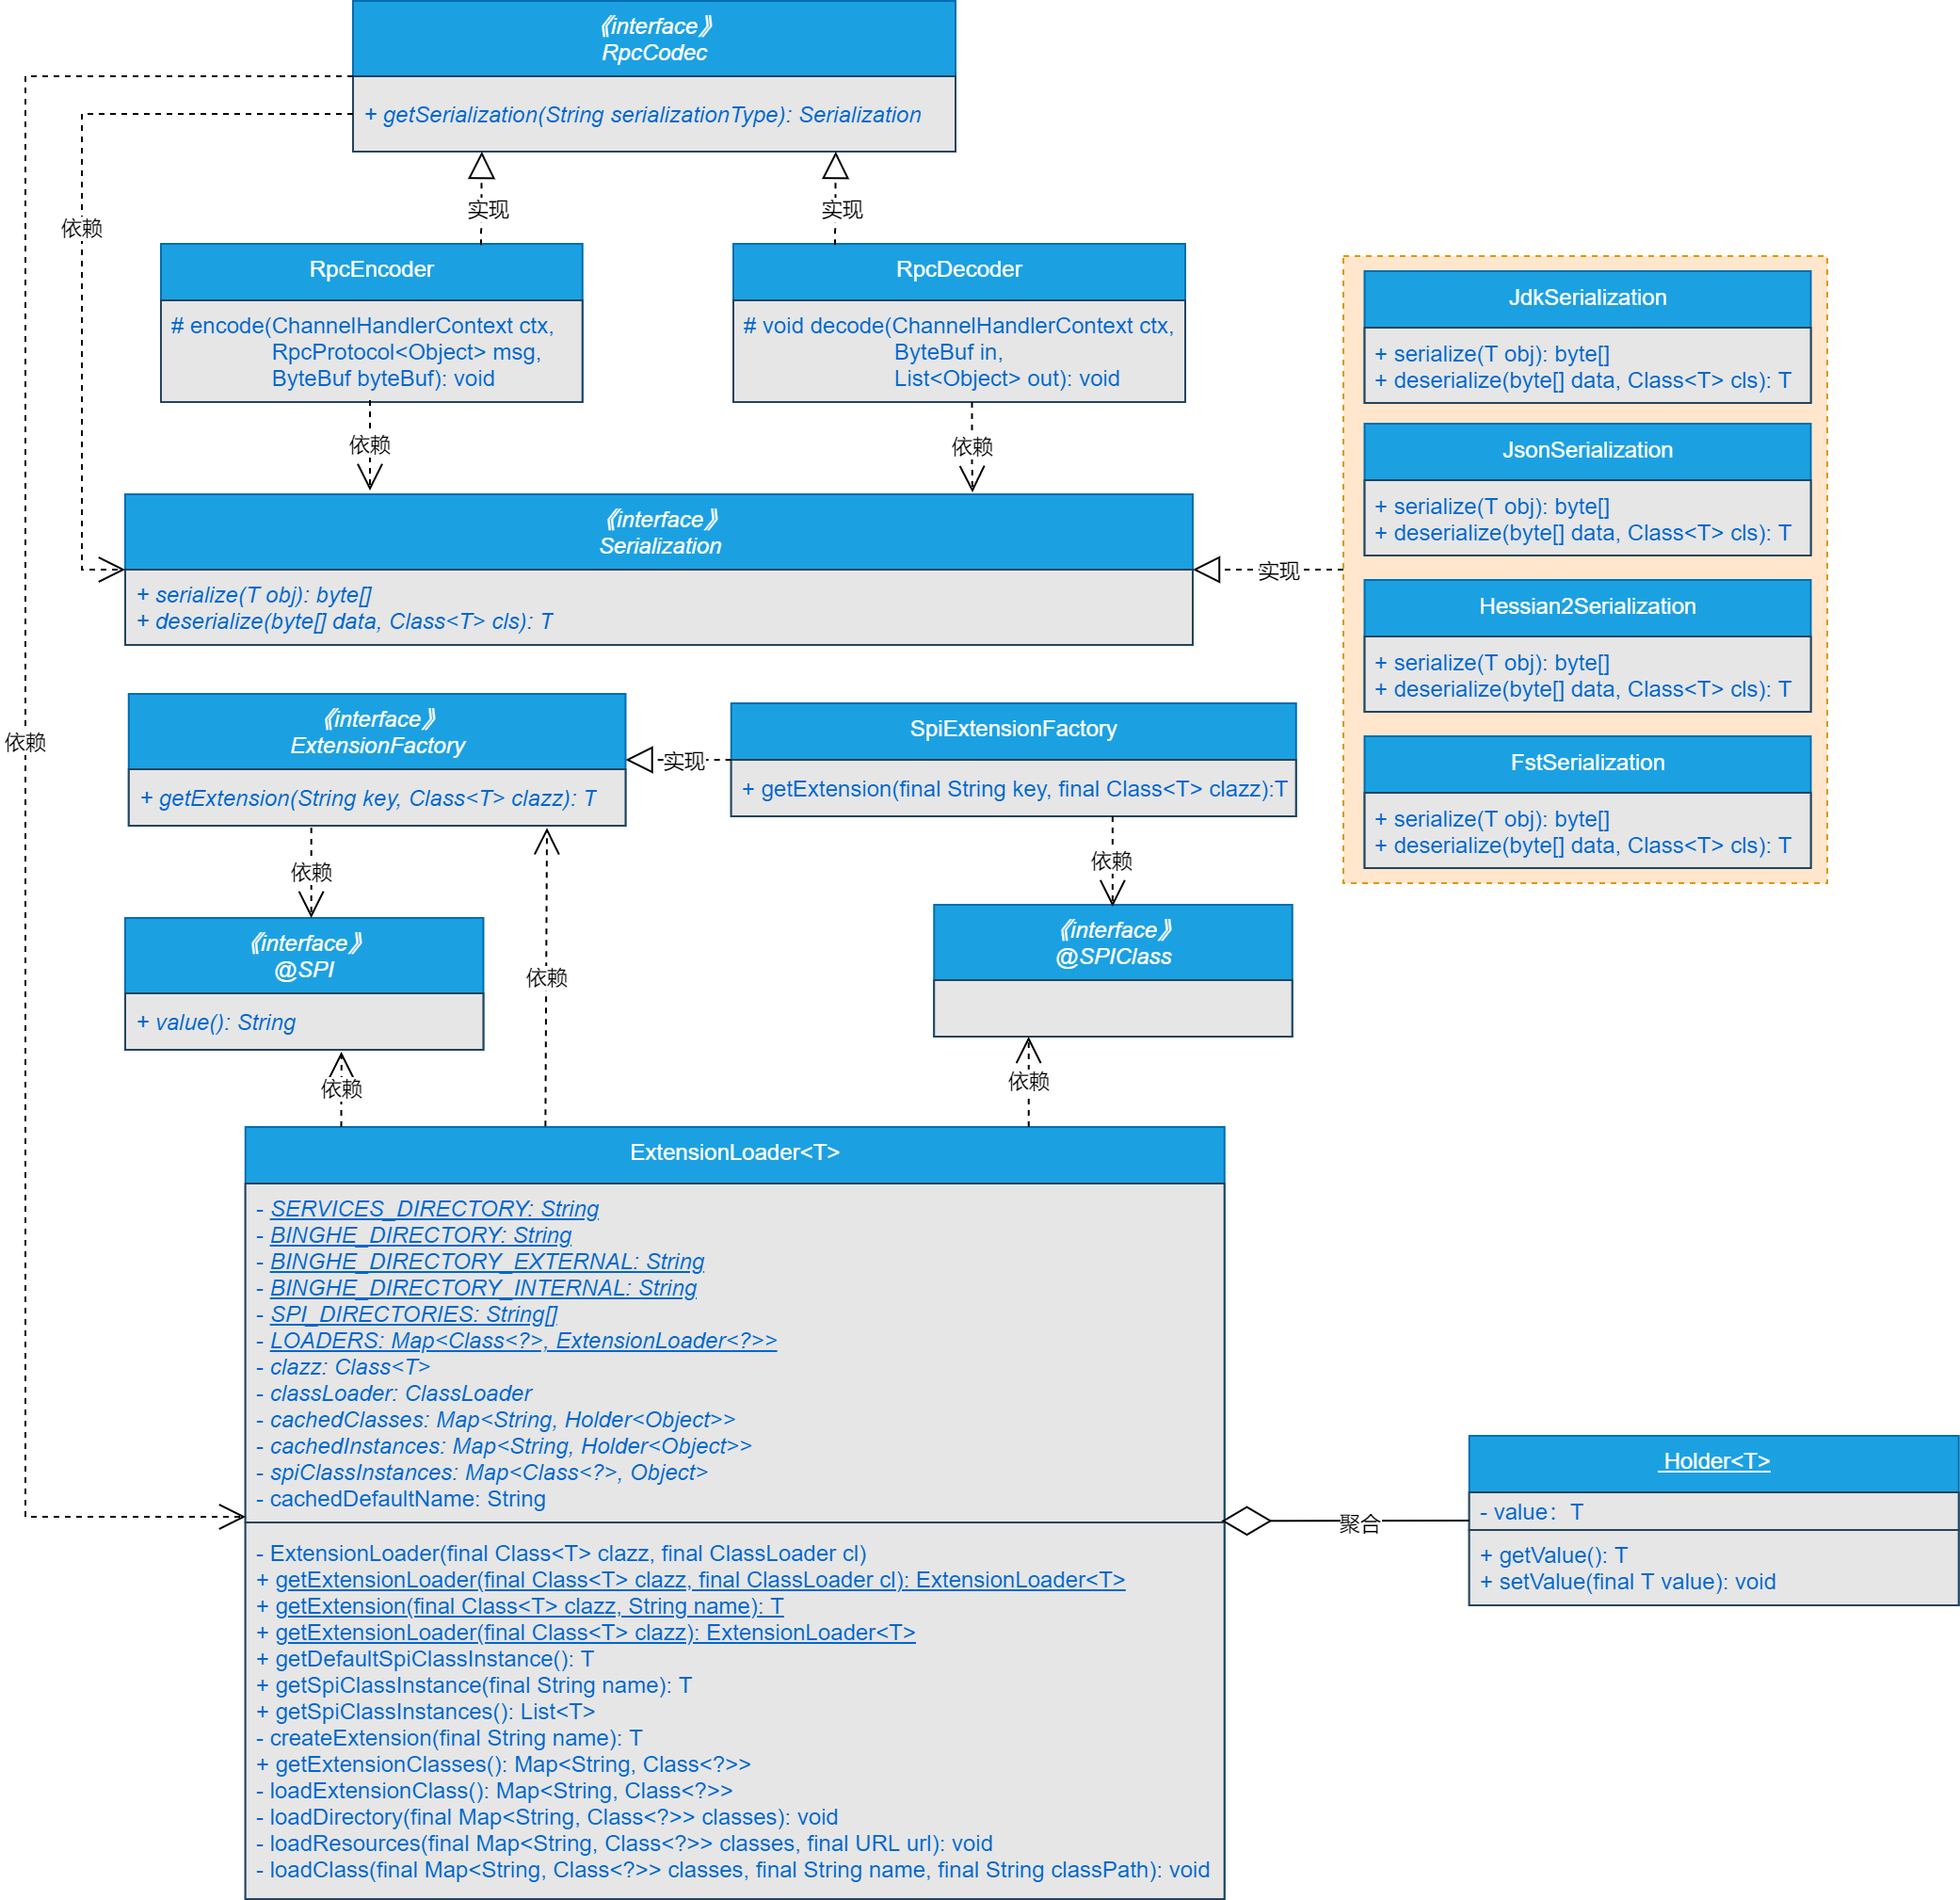 《interface》
RpcCodec
+ getSerialization(String serializationType): Serialization
实现
实现
依赖
RpcEncoder
# encode(ChannelHandlerContext ctx,
RpcProtocol<Object> msg,
ByteBuf byteBuf): void
RpcDecoder
# void decode(ChannelHandlerContext ctx,
ByteBuf in,
List<Object> out): void
依赖
依赖
《interface》
Serialization
+ serialize(T obj): byte[]
+ deserialize(byte[] data, Class<T> cls): T
实现
JdkSerialization
+ serialize(T obj): byte[]
+ deserialize(byte[] data, Class<T> cls): T
JsonSerialization
+ serialize(T obj): byte[]
+ deserialize(byte[] data, Class<T> cls): T
Hessian2Serialization
+ serialize(T obj): byte[]
+ deserialize(byte[] data, Class<T> cls): T
FstSerialization
+ serialize(T obj): byte[]
+ deserialize(byte[] data, Class<T> cls): T
依赖
《interface》
ExtensionFactory
+ getExtension(String key, Class<T> clazz): T
实现
SpiExtensionFactory
+ getExtension(final String key, final Class<T> clazz):T
依赖
依赖
《interface》
@SPI
+ value(): String
依赖
《interface》
@SPIClass
依赖
依赖
ExtensionLoader<T>
- SERVICES_DIRECTORY: String
- BINGHE_DIRECTORY: String
- BINGHE_DIRECTORY_EXTERNAL: String
- BINGHE_DIRECTORY_INTERNAL: String
- SPI_DIRECTORIES: String[]
- LOADERS: Map<Class<?>, ExtensionLoader<?>>
- clazz: Class<T>
- classLoader: ClassLoader
- cachedClasses: Map<String, Holder<Object>>
- cachedInstances: Map<String, Holder<Object>>
- spiClassInstances: Map<Class<?>, Object>
- cachedDefaultName: String
- ExtensionLoader(final Class<T> clazz, final ClassLoader cl)
+ getExtensionLoader(final Class<T> clazz, final ClassLoader cl): ExtensionLoader<T>
+ getExtension(final Class<T> clazz, String name): T
+ getExtensionLoader(final Class<T> clazz): ExtensionLoader<T>
+ getDefaultSpiClassInstance(): T
+ getSpiClassInstance(final String name): T
+ getSpiClassInstances(): List<T>
- createExtension(final String name): T
+ getExtensionClasses(): Map<String, Class<?>>
- loadExtensionClass(): Map<String, Class<?>>
- loadDirectory(final Map<String, Class<?>> classes): void
- loadResources(final Map<String, Class<?>> classes, final URL url): void
- loadClass(final Map<String, Class<?>> classes, final String name, final String classPath): void
聚合
Holder<T>
- value： T
+ getValue(): T
+ setValue(final T value): void